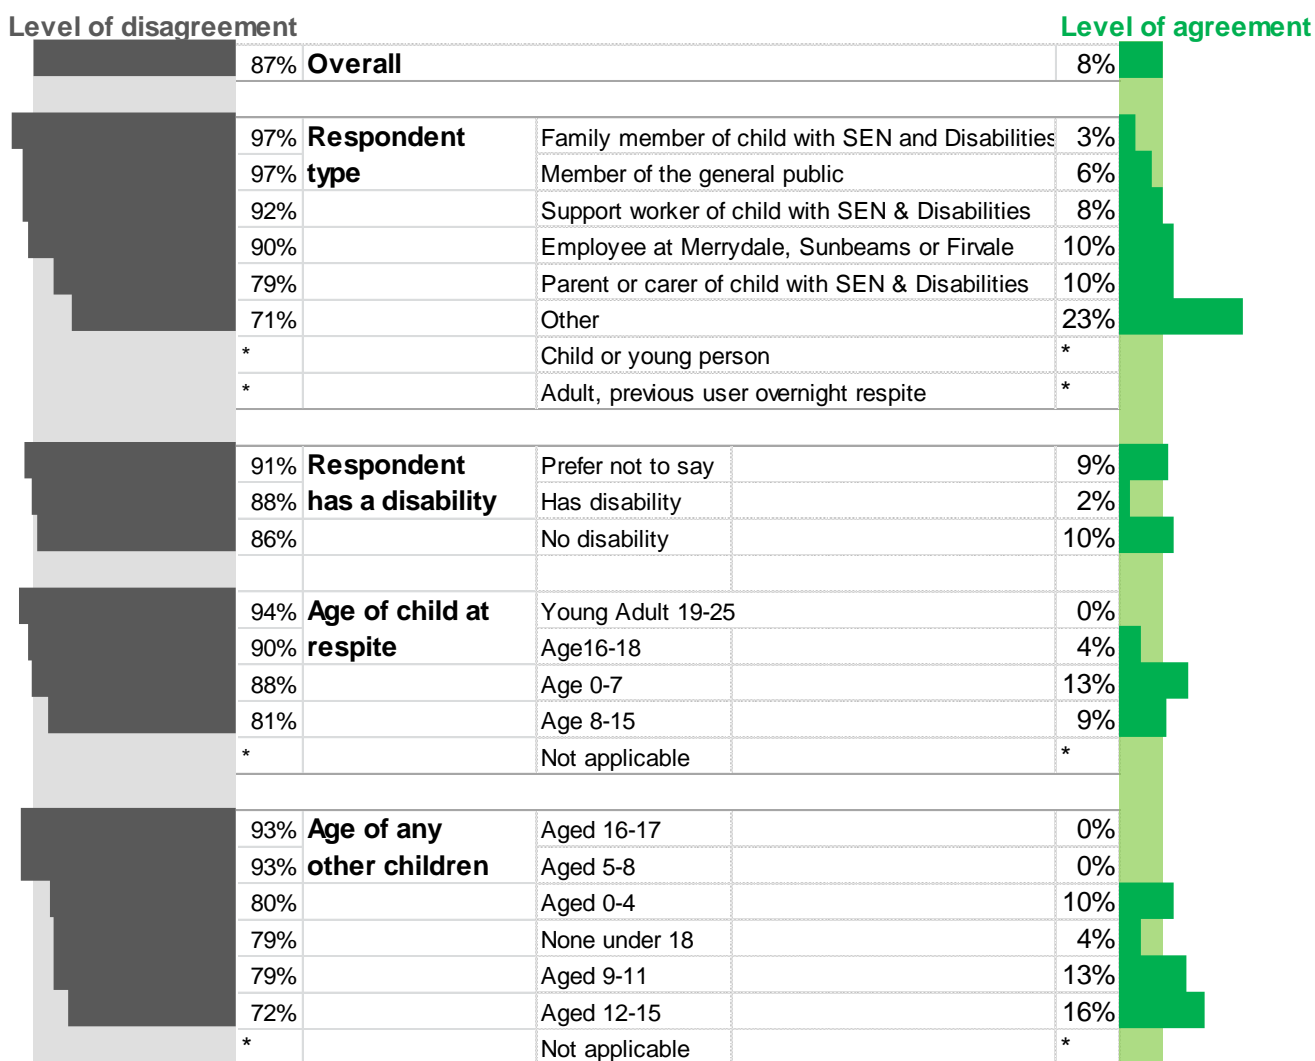 Level of disagreement Level of agreement
87% Overall 8%
97% Respondent Family member of child with SEN and Disabilities 3%
97% type Member of the general public 6%
92% Support worker of child with SEN & Disabilities 8%
90% Employee at Merrydale, Sunbeams or Firvale 10%
79% Parent or carer of child with SEN & Disabilities 10%
71% Other 23%
* Child or young person *
* Adult, previous user overnight respite *
91% Respondent Prefer not to say 9%
88% has a disability Has disability 2%
86% No disability 10%
94% Age of child at Young Adult 19-25 0%
90% respite Age16-18 4%
88% Age 0-7 13%
81% Age 8-15 9%
* Not applicable *
93% Age of any Aged 16-17 0%
93% other children Aged 5-8 0%
80% Aged 0-4 10%
79% None under 18 4%
79% Aged 9-11 13%
72% Aged 12-15 16%
* Not applicable *